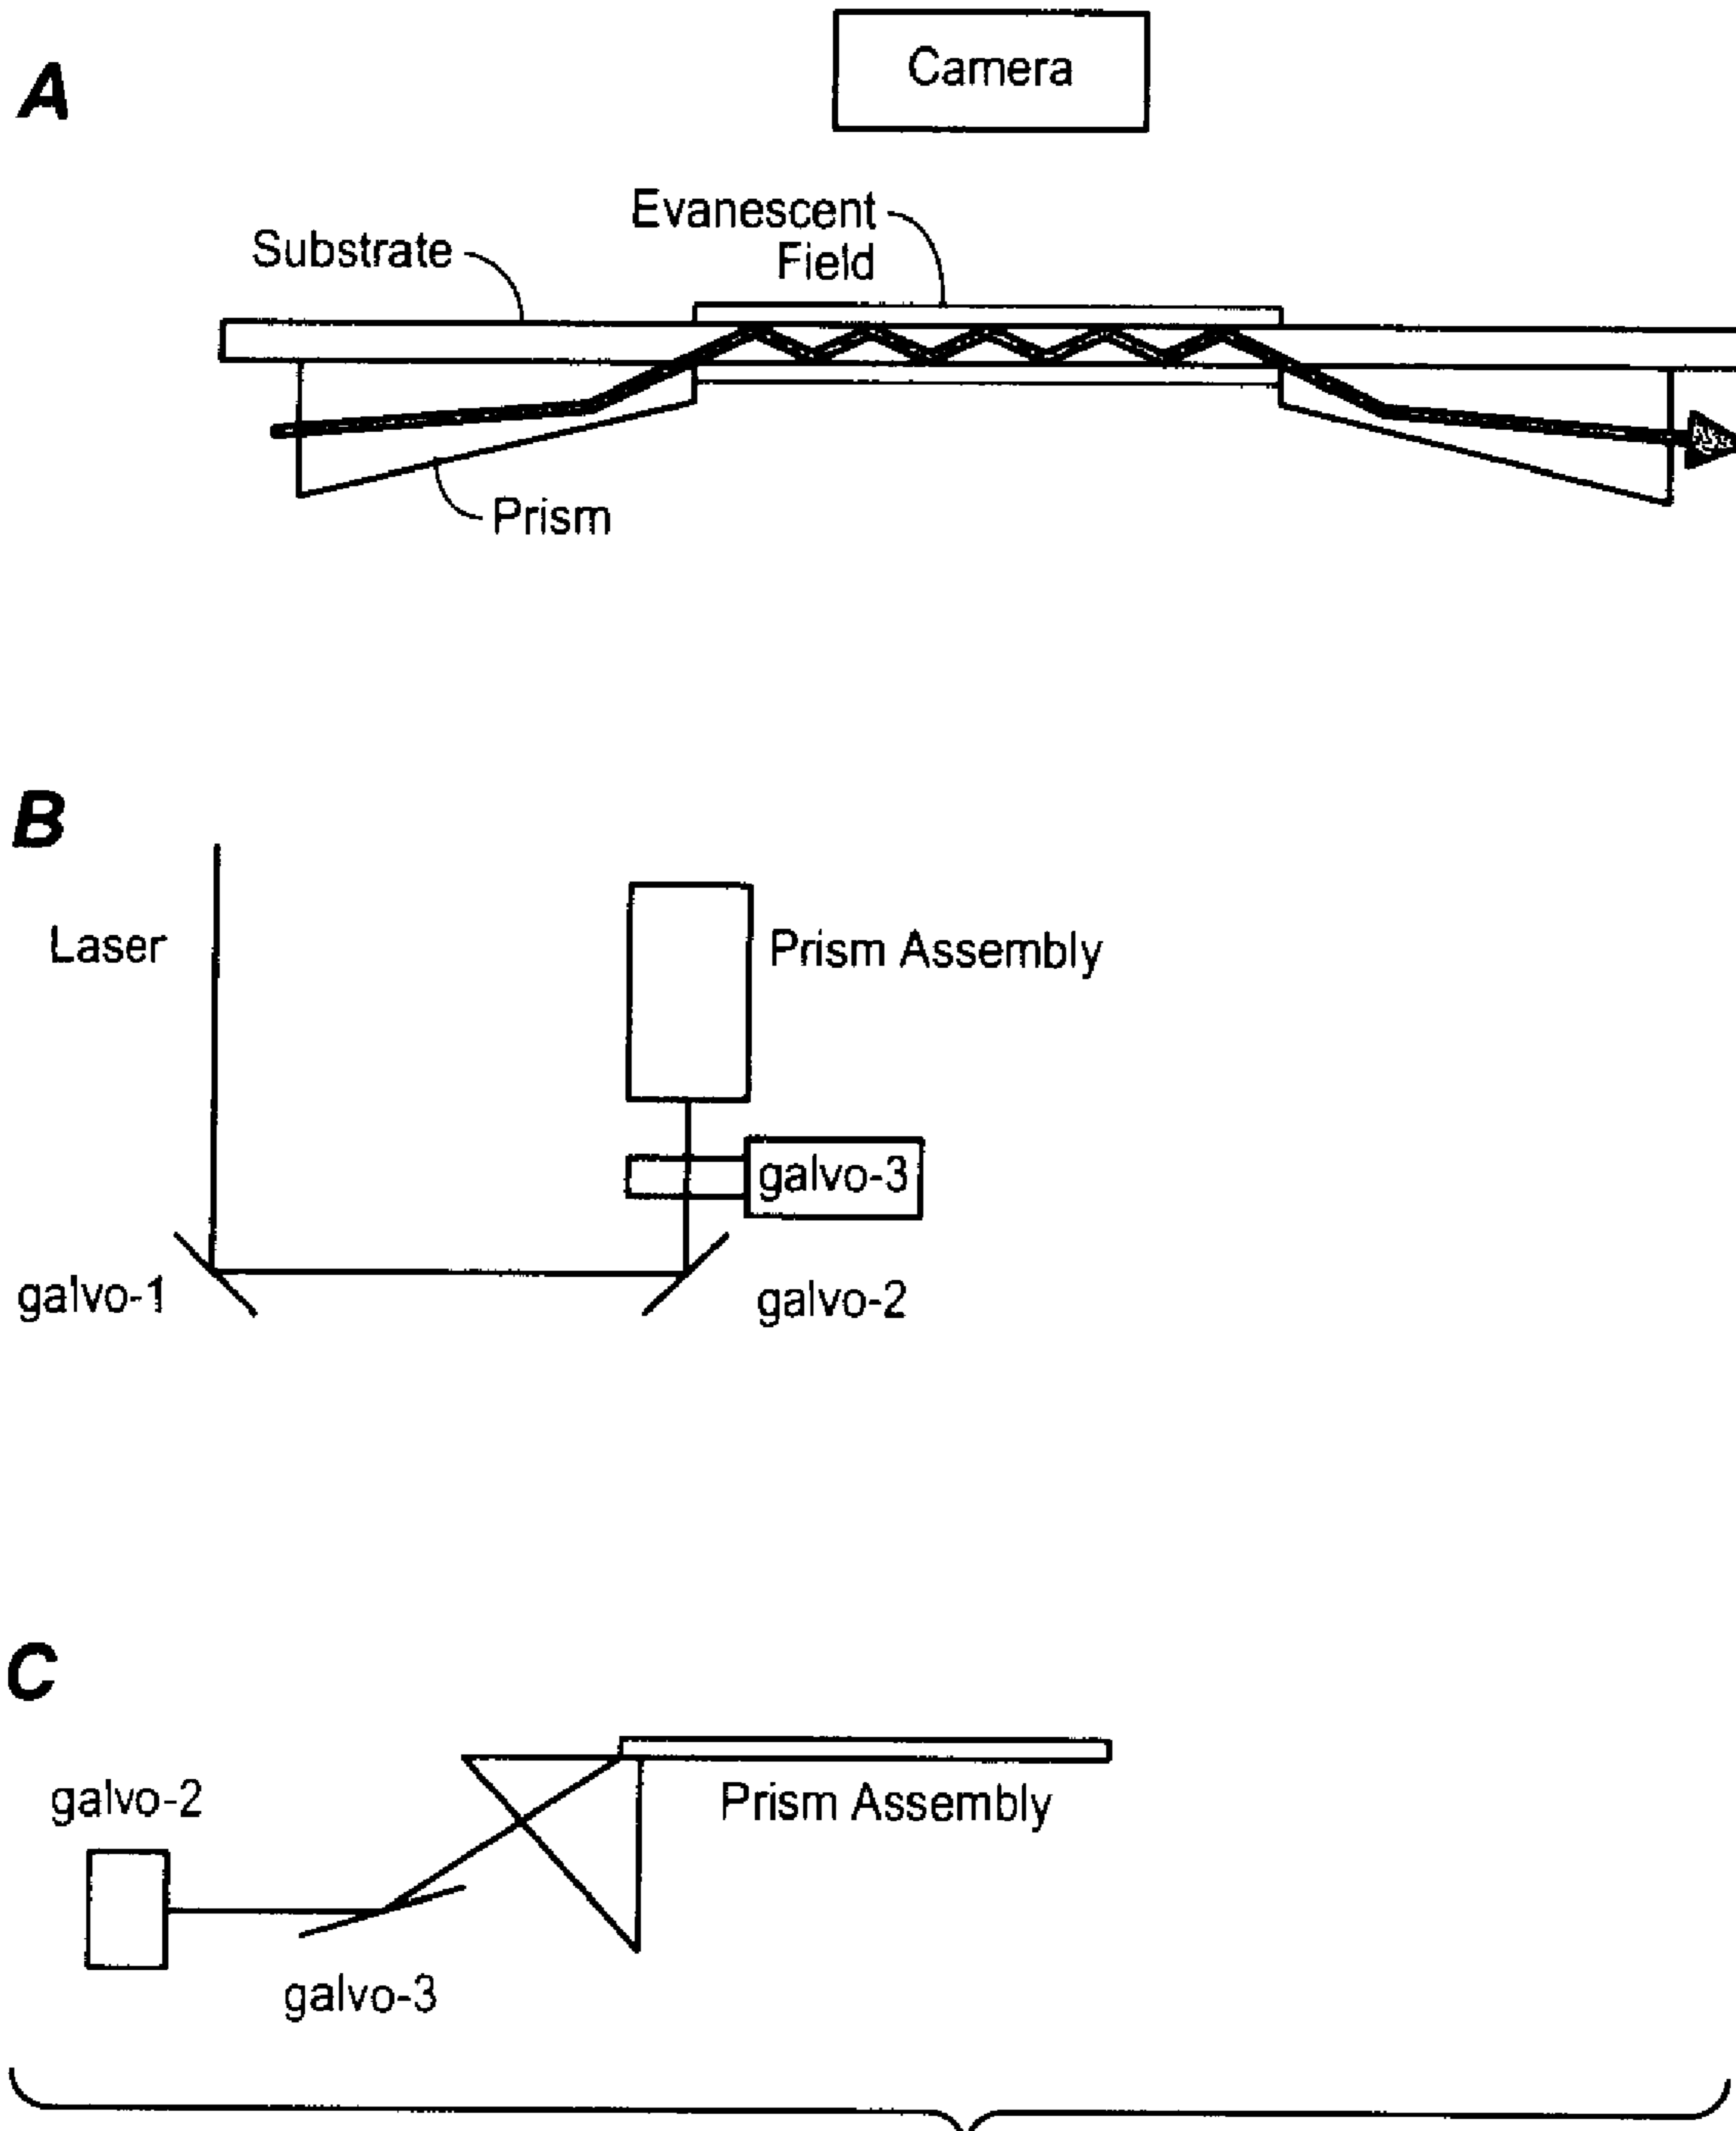 A
Camera
Evanescent
Field
Substrate
Prism
B
Laser
Prism Assembly
galvo-3
galvo-1
galvo-2
C
galvo-2
Prism Assembly
galvo-3